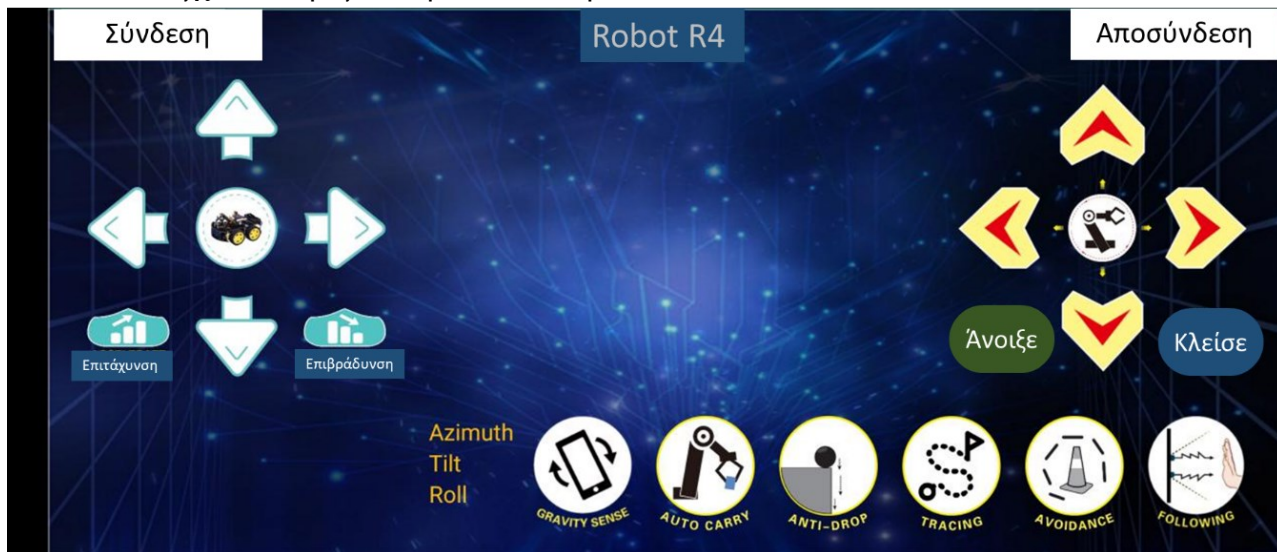 Σύνδεση
Robot R4
Αποσύνδεση
Επιτάχυνση
Επιβράδυνση
Άνοιξε
Κλείσε
Azimuth
Tilt
Roll
GRAVITY SENSE
AUTO CARRY
ANTI-DROP
TRACING
AVOIDANCE
FOLLOWING